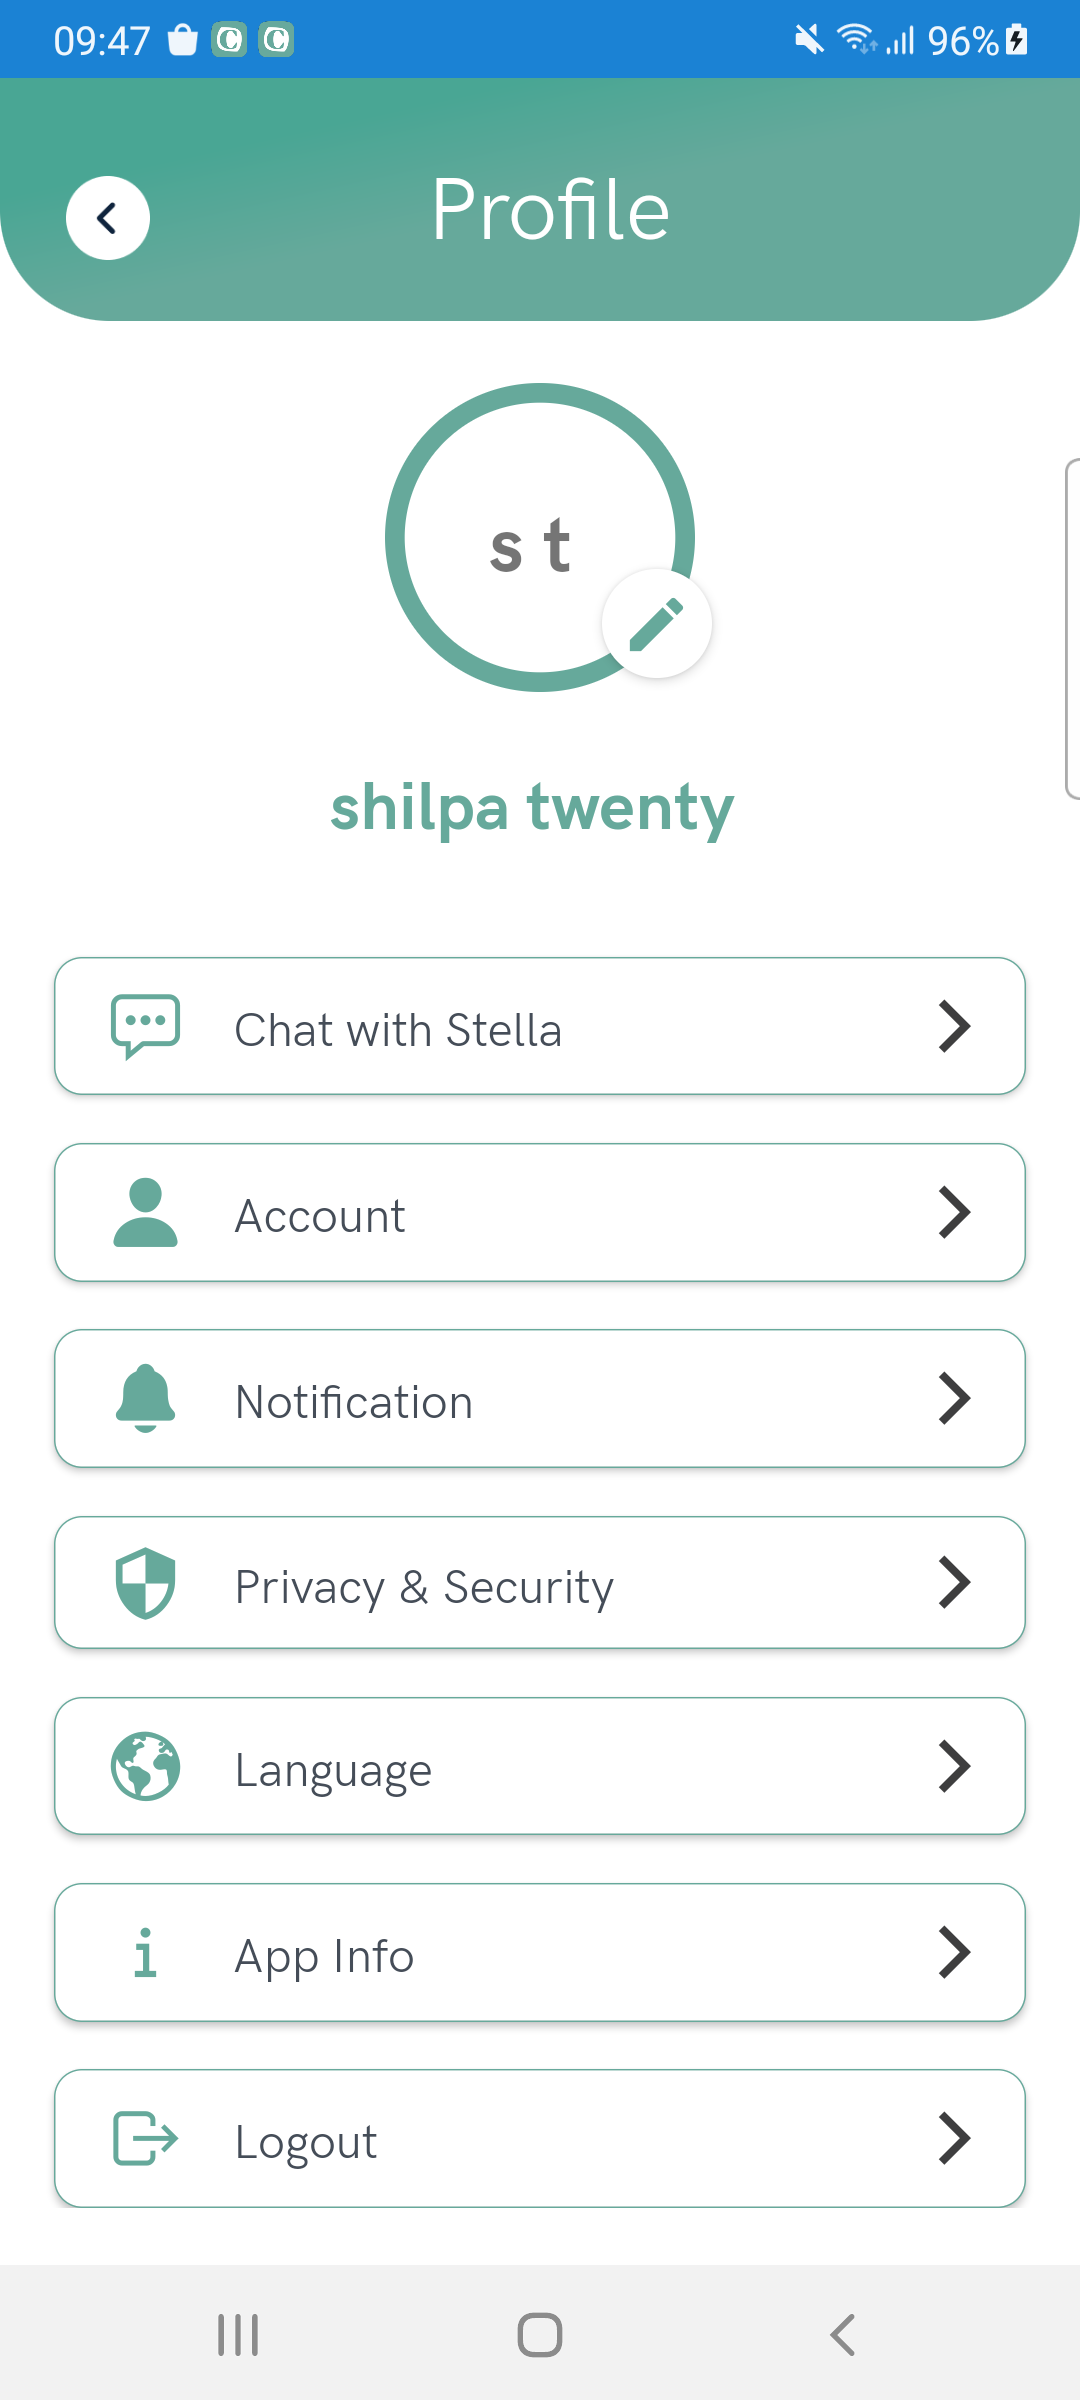 09:47 C C 96%
Profile
s t
shilpa twenty
Chat with Stella
Account
Notification
Privacy & Security
Language
App Info
Logout